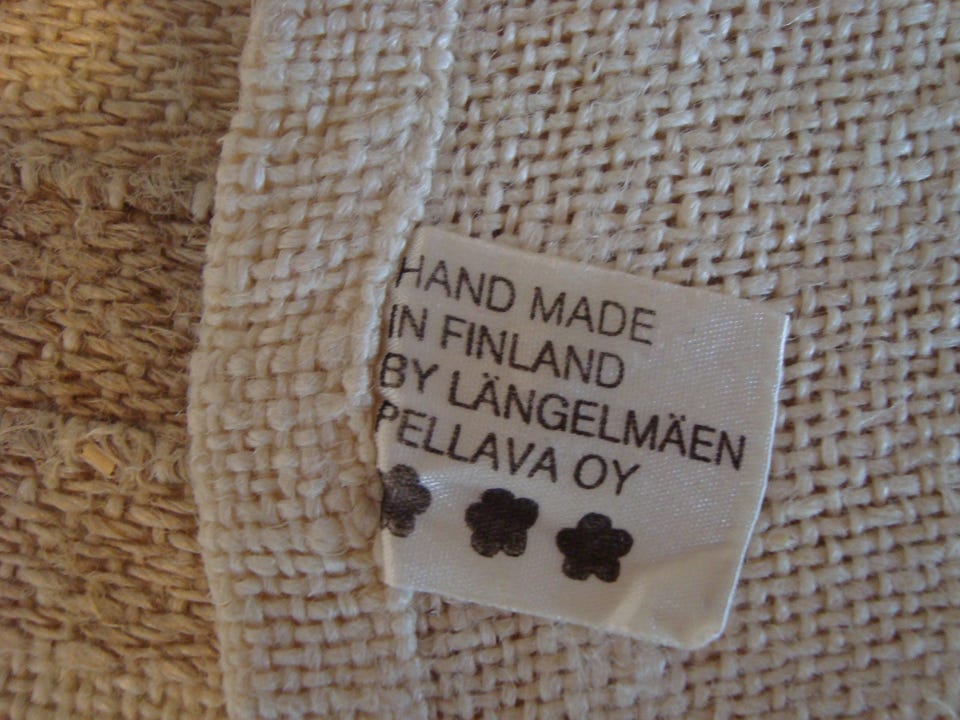 HAND MADE
IN FINLAND
BY LÄNGELMÄEN
PELLAVA OY